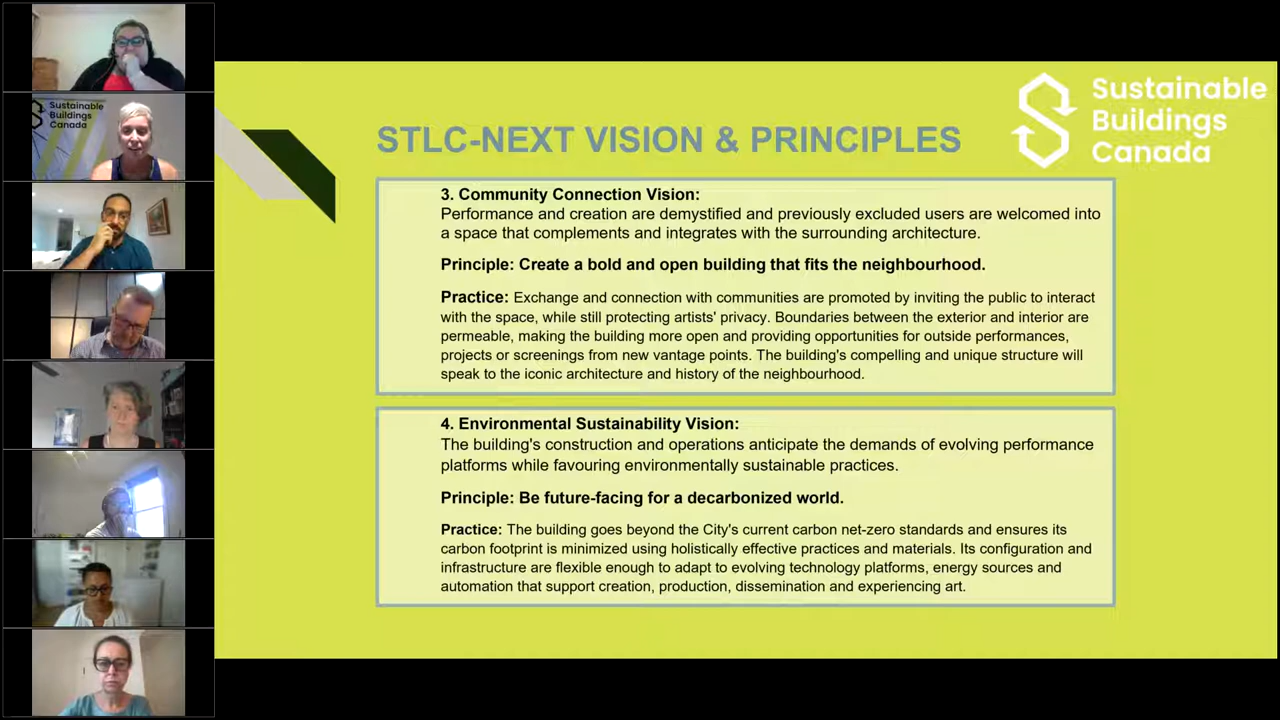 Sustainable
Buildings
Canada
Sustainable
Buildings
Canada
STLC-NEXT VISION & PRINCIPLES
3. Community Connection Vision:
Performance and creation are demystified and previously excluded users are welcomed into
a space that complements and integrates with the surrounding architecture.
Principle: Create a bold and open building that fits the neighbourhood.
Practice: Exchange and connection with communities are promoted by inviting the public to interact
with the space, while still protecting artists' privacy. Boundaries between the exterior and interior are
permeable, making the building more open and providing opportunities for outside performances,
projects or screenings from new vantage points. The building's compelling and unique structure will
speak to the iconic architecture and history of the neighbourhood.
4. Environmental Sustainability Vision:
The building's construction and operations anticipate the demands of evolving performance
platforms while favouring environmentally sustainable practices.
Principle: Be future-facing for a decarbonized world.
Practice: The building goes beyond the City's current carbon net-zero standards and ensures its
carbon footprint is minimized using holistically effective practices and materials. Its configuration and
infrastructure are flexible enough to adapt to evolving technology platforms, energy sources and
automation that support creation, production, dissemination and experiencing art.